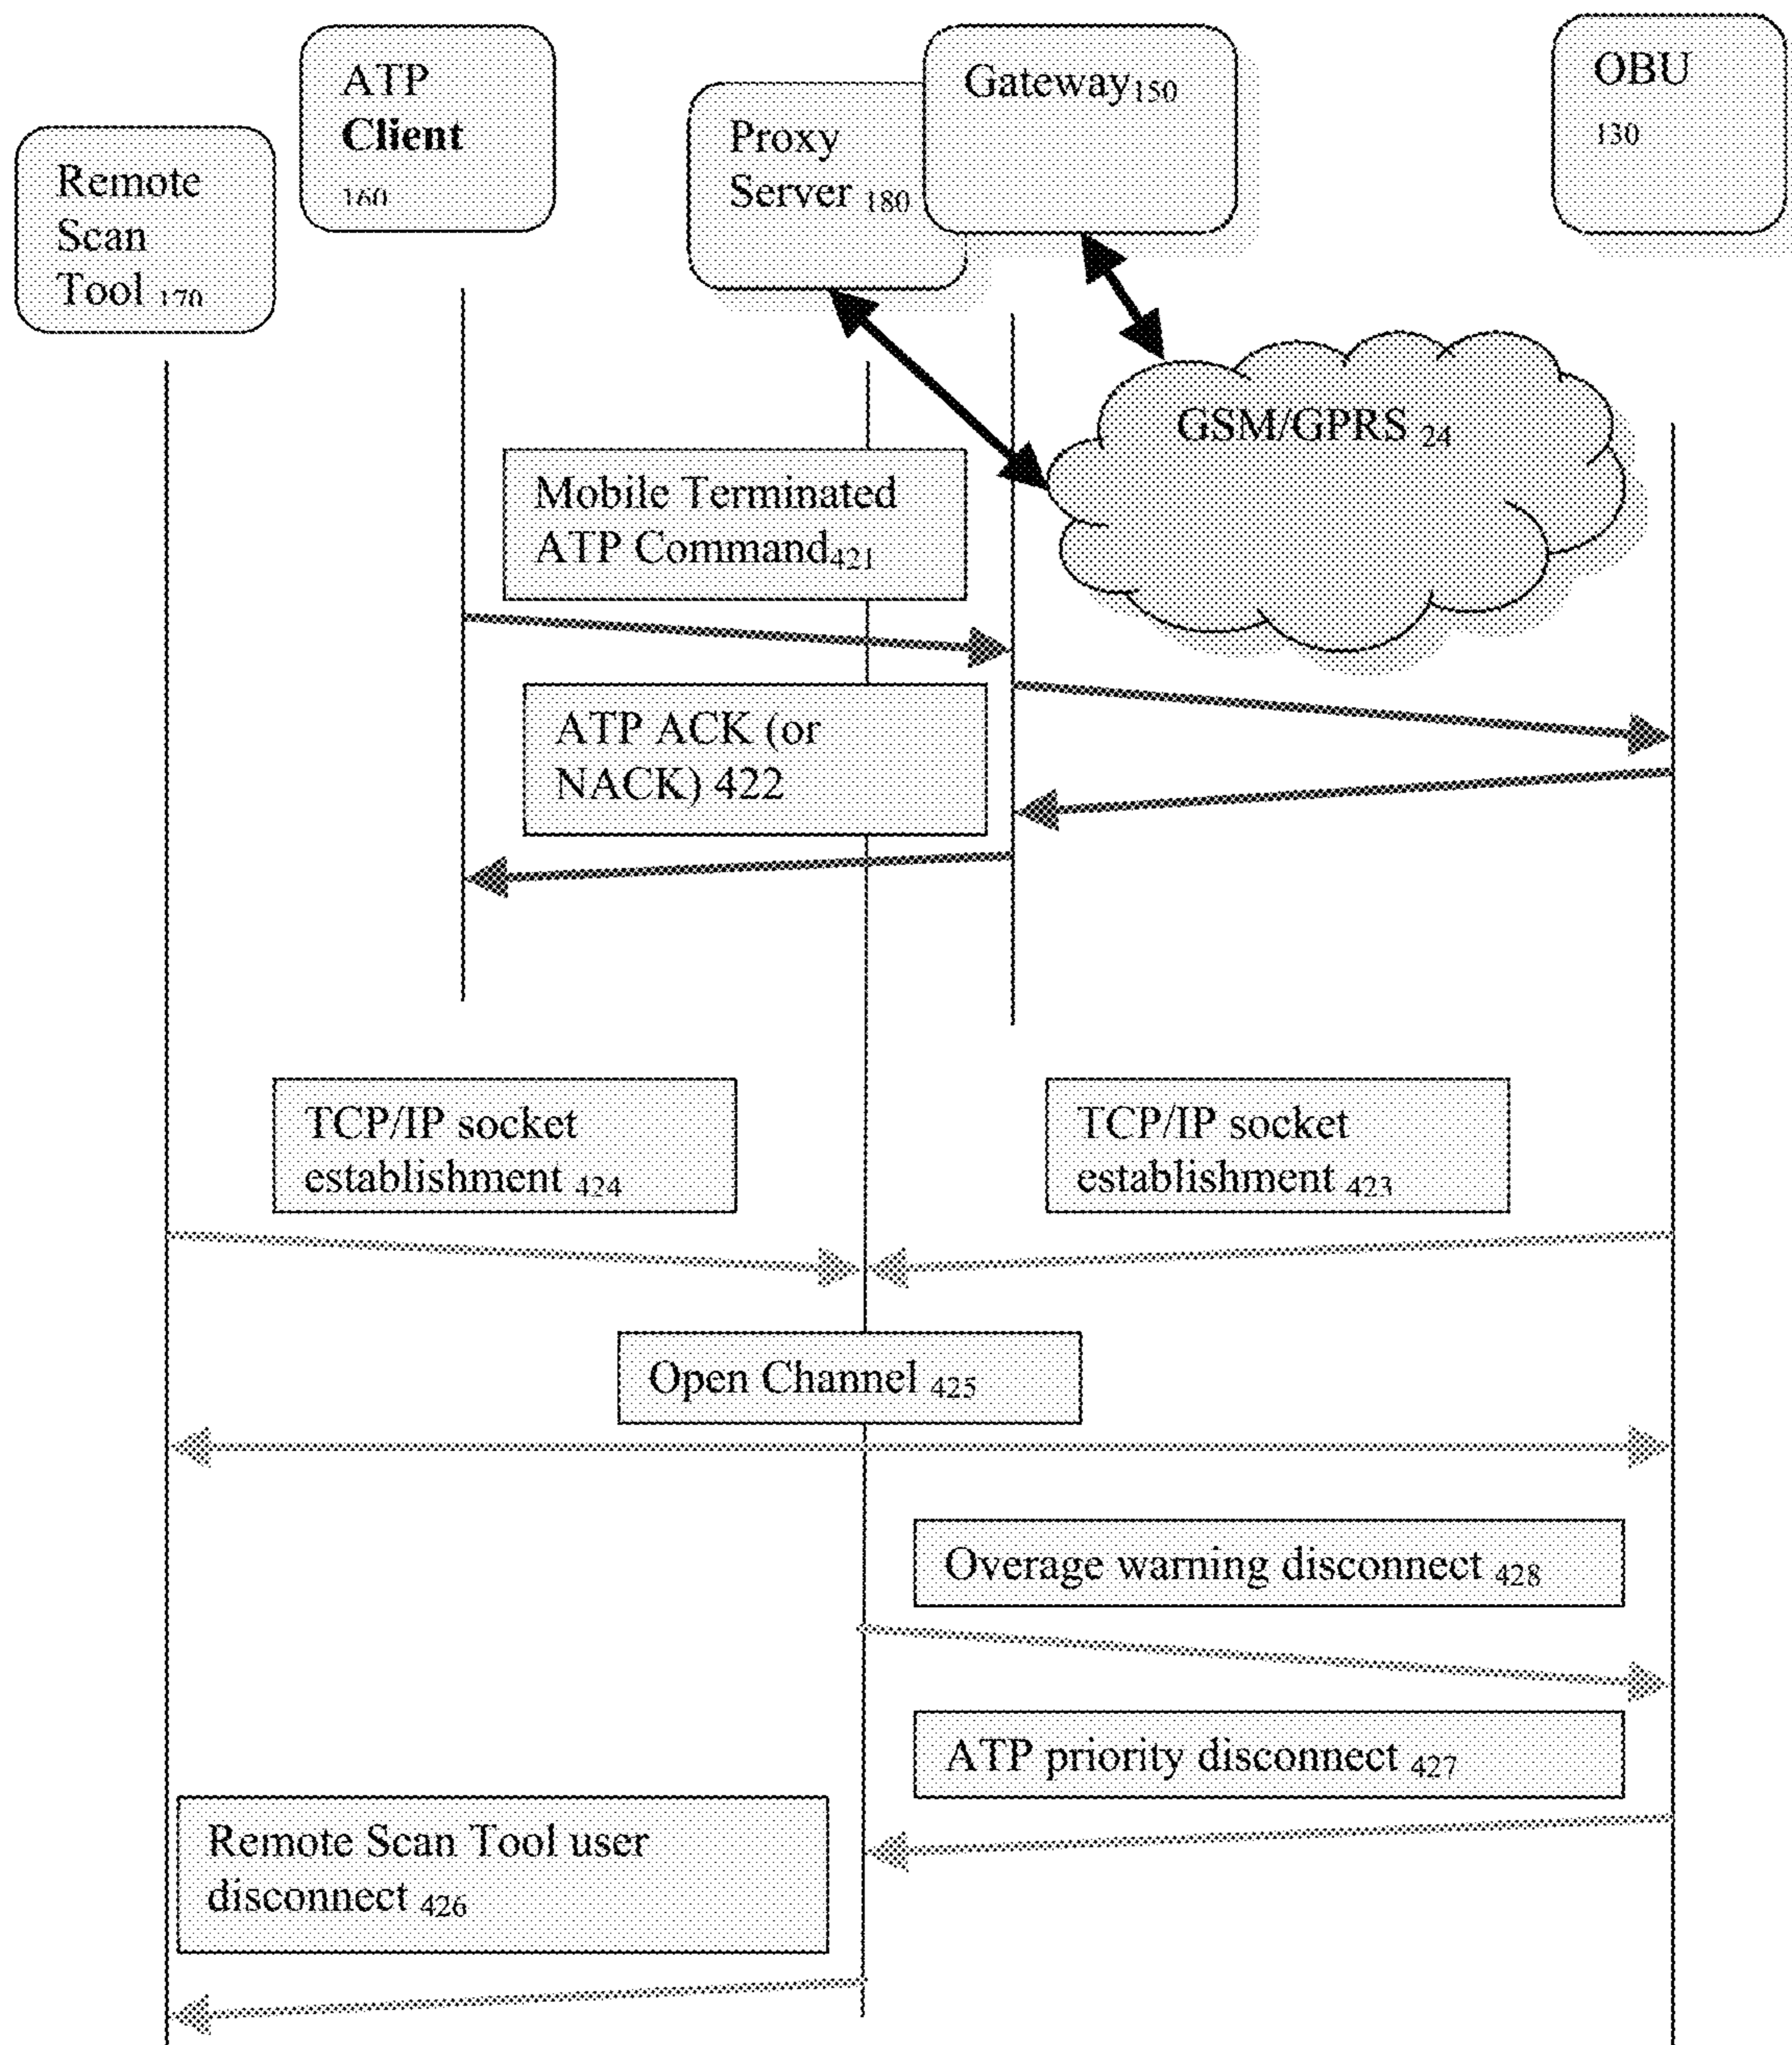 ATP
Client
160
Remote
Scan
Tool 170
Proxy
Server 180
Gateway150
OBU
130
GSM/GPRS 24
Mobile Terminated
ATP Command421
ATP ACK (or
NACK) 422
TCP/IP socket
establishment 424
TCP/IP socket
establishment 423
Open Channel 425
Overage warning disconnect 428
ATP priority disconnect 427
Remote Scan Tool user
disconnect 426